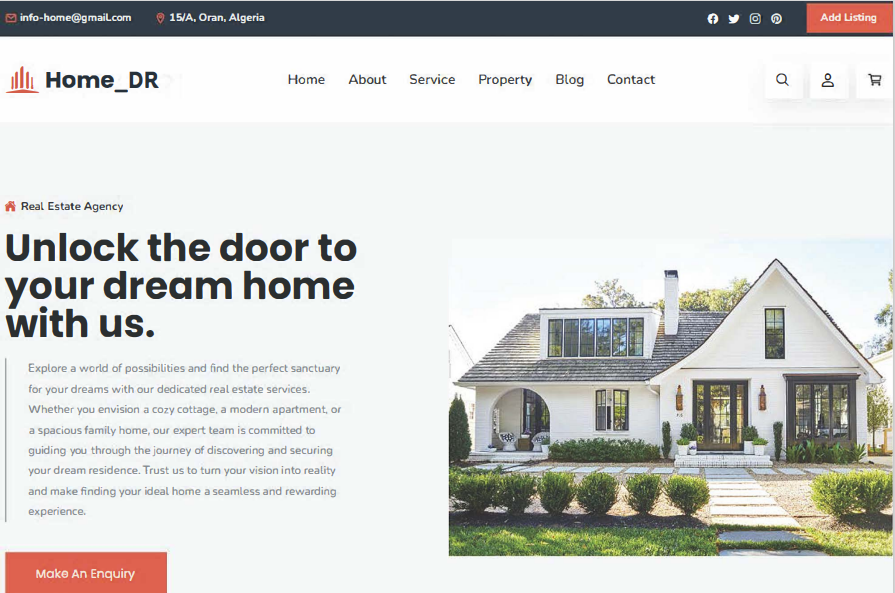 info-home@gmail.com
15/A, Oran, Algeria
Add Listing
Home_DR
Home
About
Service
Property
Blog
Contact
Real Estate Agency
Unlock the door to
your dream home
with us.
Explore a world of possibilities and find the perfect sanctuary
for your dreams with our dedicated real estate services.
Whether you envision a cozy cottage, a modern apartment, or
a spacious family home, our expert team is committed to
guiding you through the journey of discovering and securing
your dream residence. Trust us to turn your vision into reality
and make finding your ideal home a seamless and rewarding
experience.
Make An Enquiry